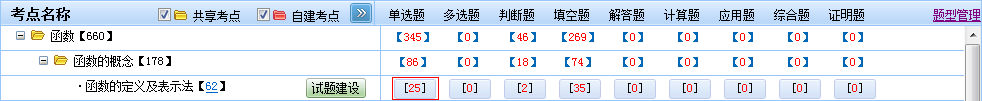 考点名称 共享考点 自建考点 » 单选题 多选题 判断题 填空题 解答题 计算题 应用题 综合题 证明题 题型管理
函数【660】 【345】 【0】 【46】 【269】 【0】 【0】 【0】 【0】 【0】
函数的概念【178】 【86】 【0】 【18】 【74】 【0】 【0】 【0】 【0】 【0】
·函数的定义及表示法【62】 试题建设 [25] [0] [2] [35] [0] [0] [0] [0] [0]